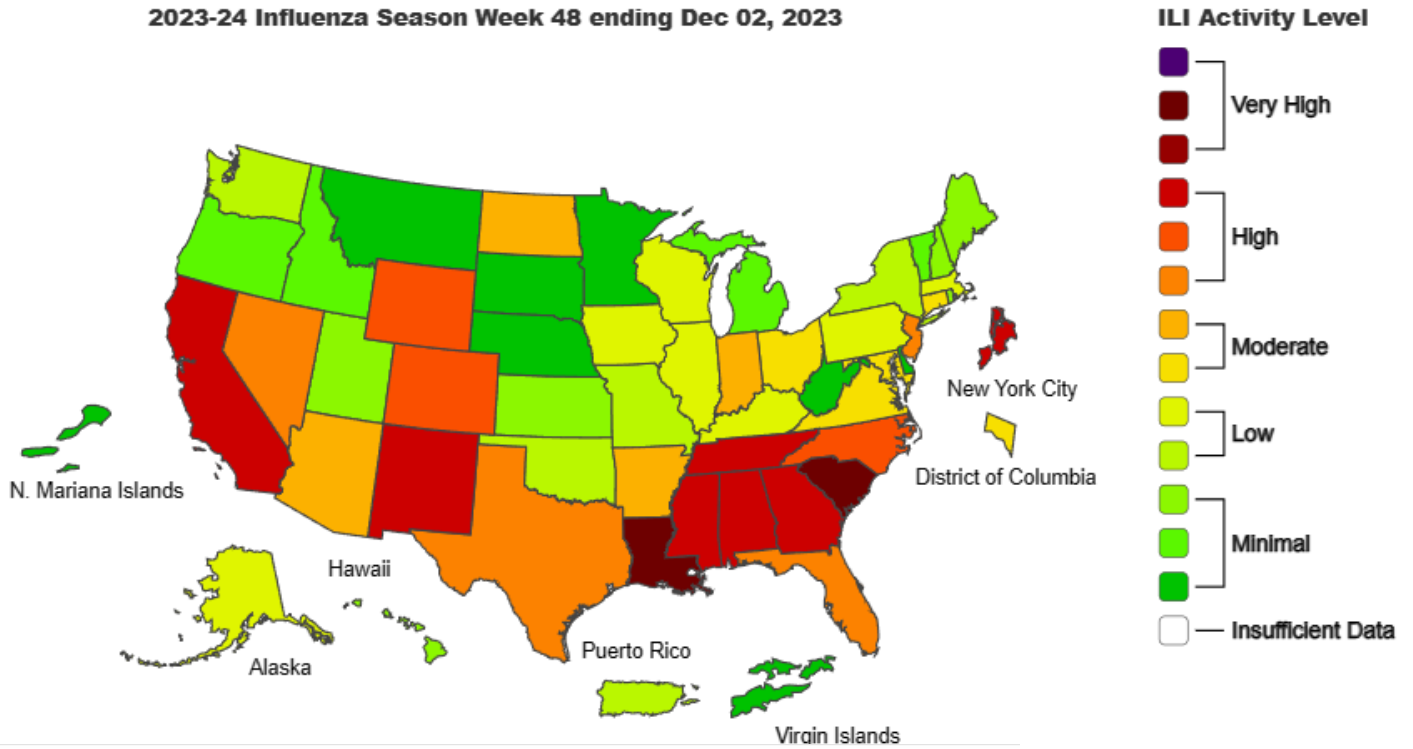 2023-24 Influenza Season Week 48 ending Dec 02, 2023
ILI Activity Level
Very High
High
Moderate
Low
Minimal
Insufficient Data
New York City
District of Columbia
N. Mariana Islands
Hawaii
Alaska
Puerto Rico
Virgin Islands